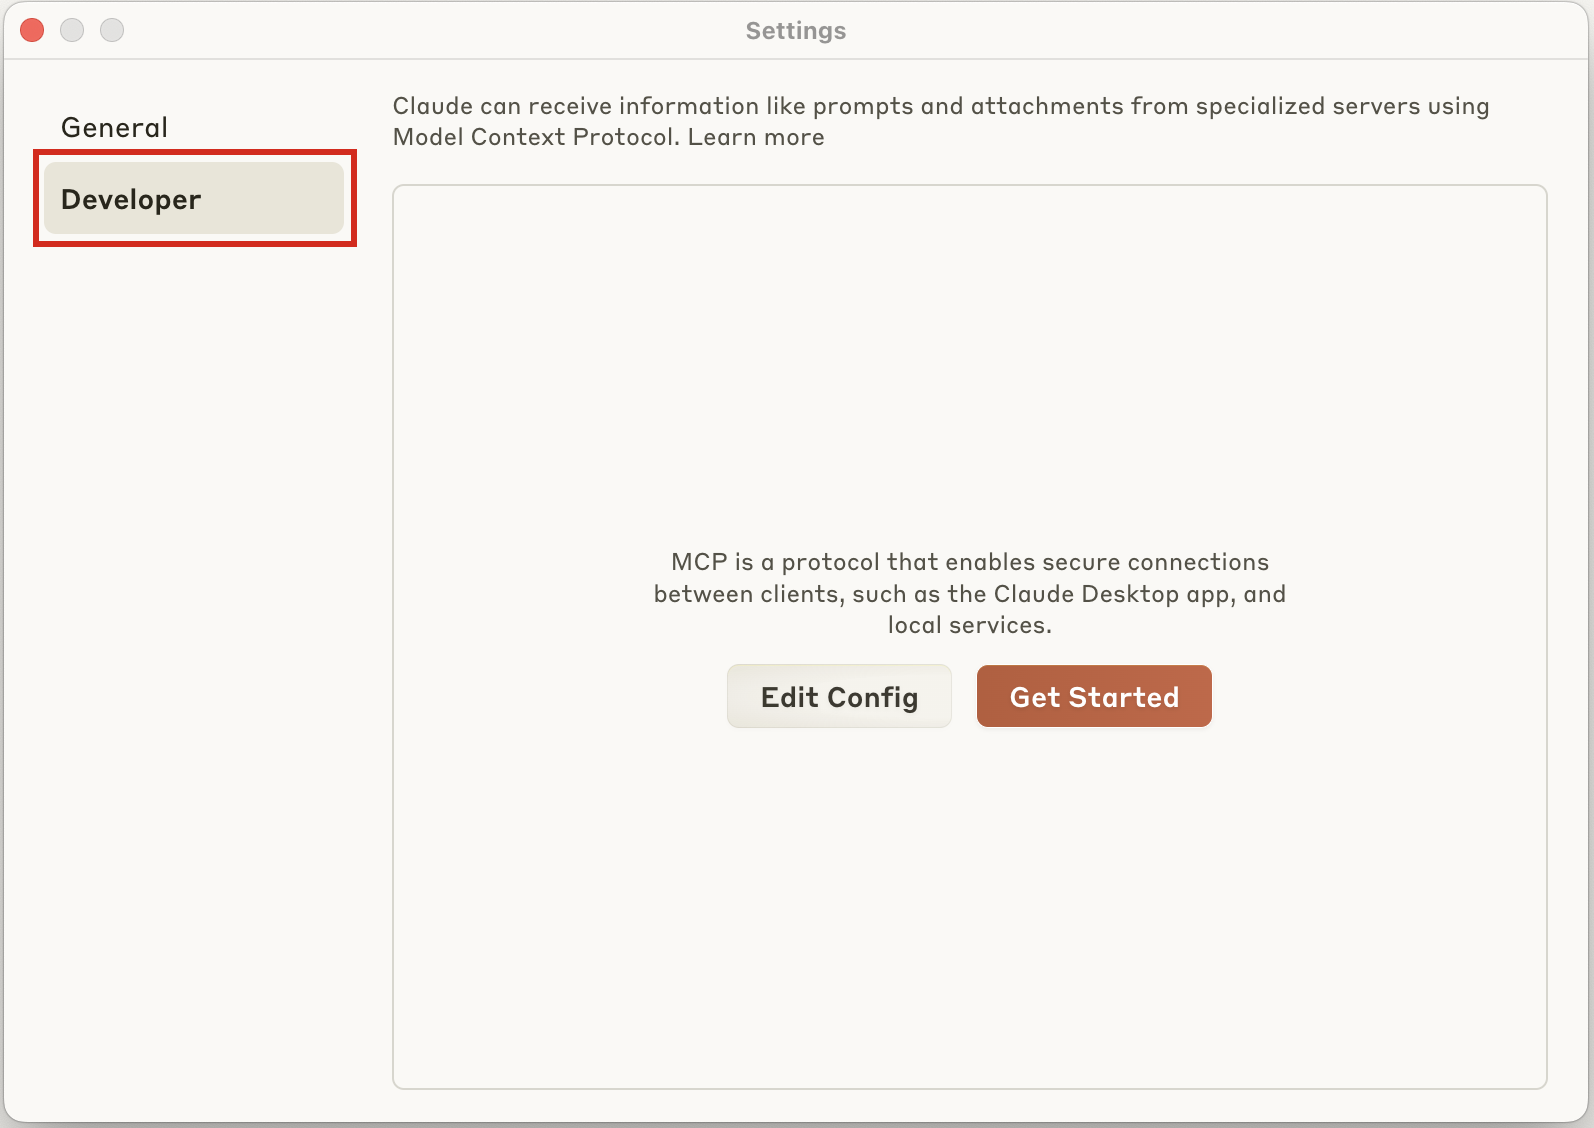 Settings
General
Developer
Claude can receive information like prompts and attachments from specialized servers using
Model Context Protocol. Learn more
MCP is a protocol that enables secure connections
between clients, such as the Claude Desktop app, and
local services.
Edit Config
Get Started